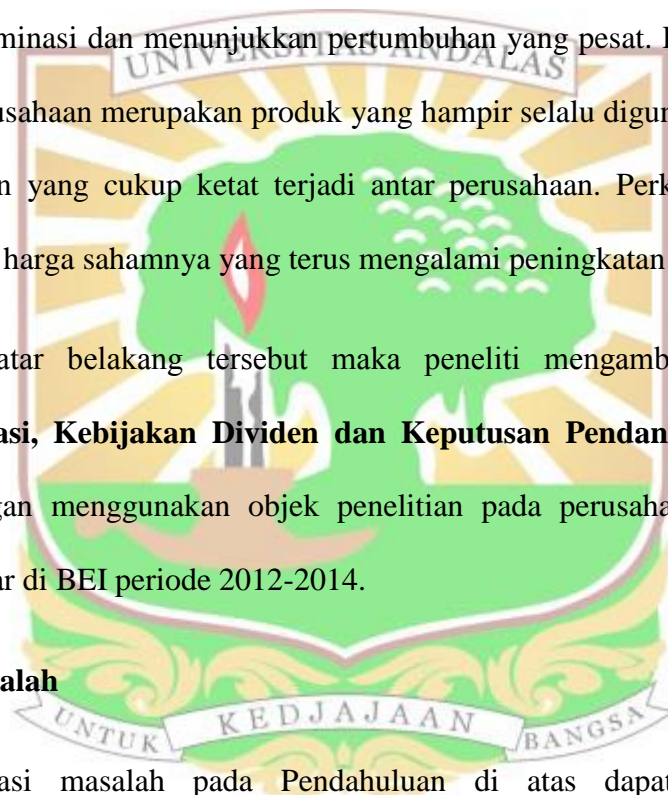 minasi dan menunjukkan pertumbuhan yang pesat.
UNIVERSITAS ANDALAS
usahaan merupakan produk yang hampir selalu digu
n yang cukup ketat terjadi antar perusahaan. Perk
harga sahamnya yang terus mengalami peningkatan
atar belakang tersebut maka peneliti mengamb
asi, Kebijakan Dividen dan Keputusan Pendan
gan menggunakan objek penelitian pada perusaha
ar di BEI periode 2012-2014.
alah
UNTUK KEDJAJAAN BANGSA
asi masalah pada Pendahuluan di atas dapat